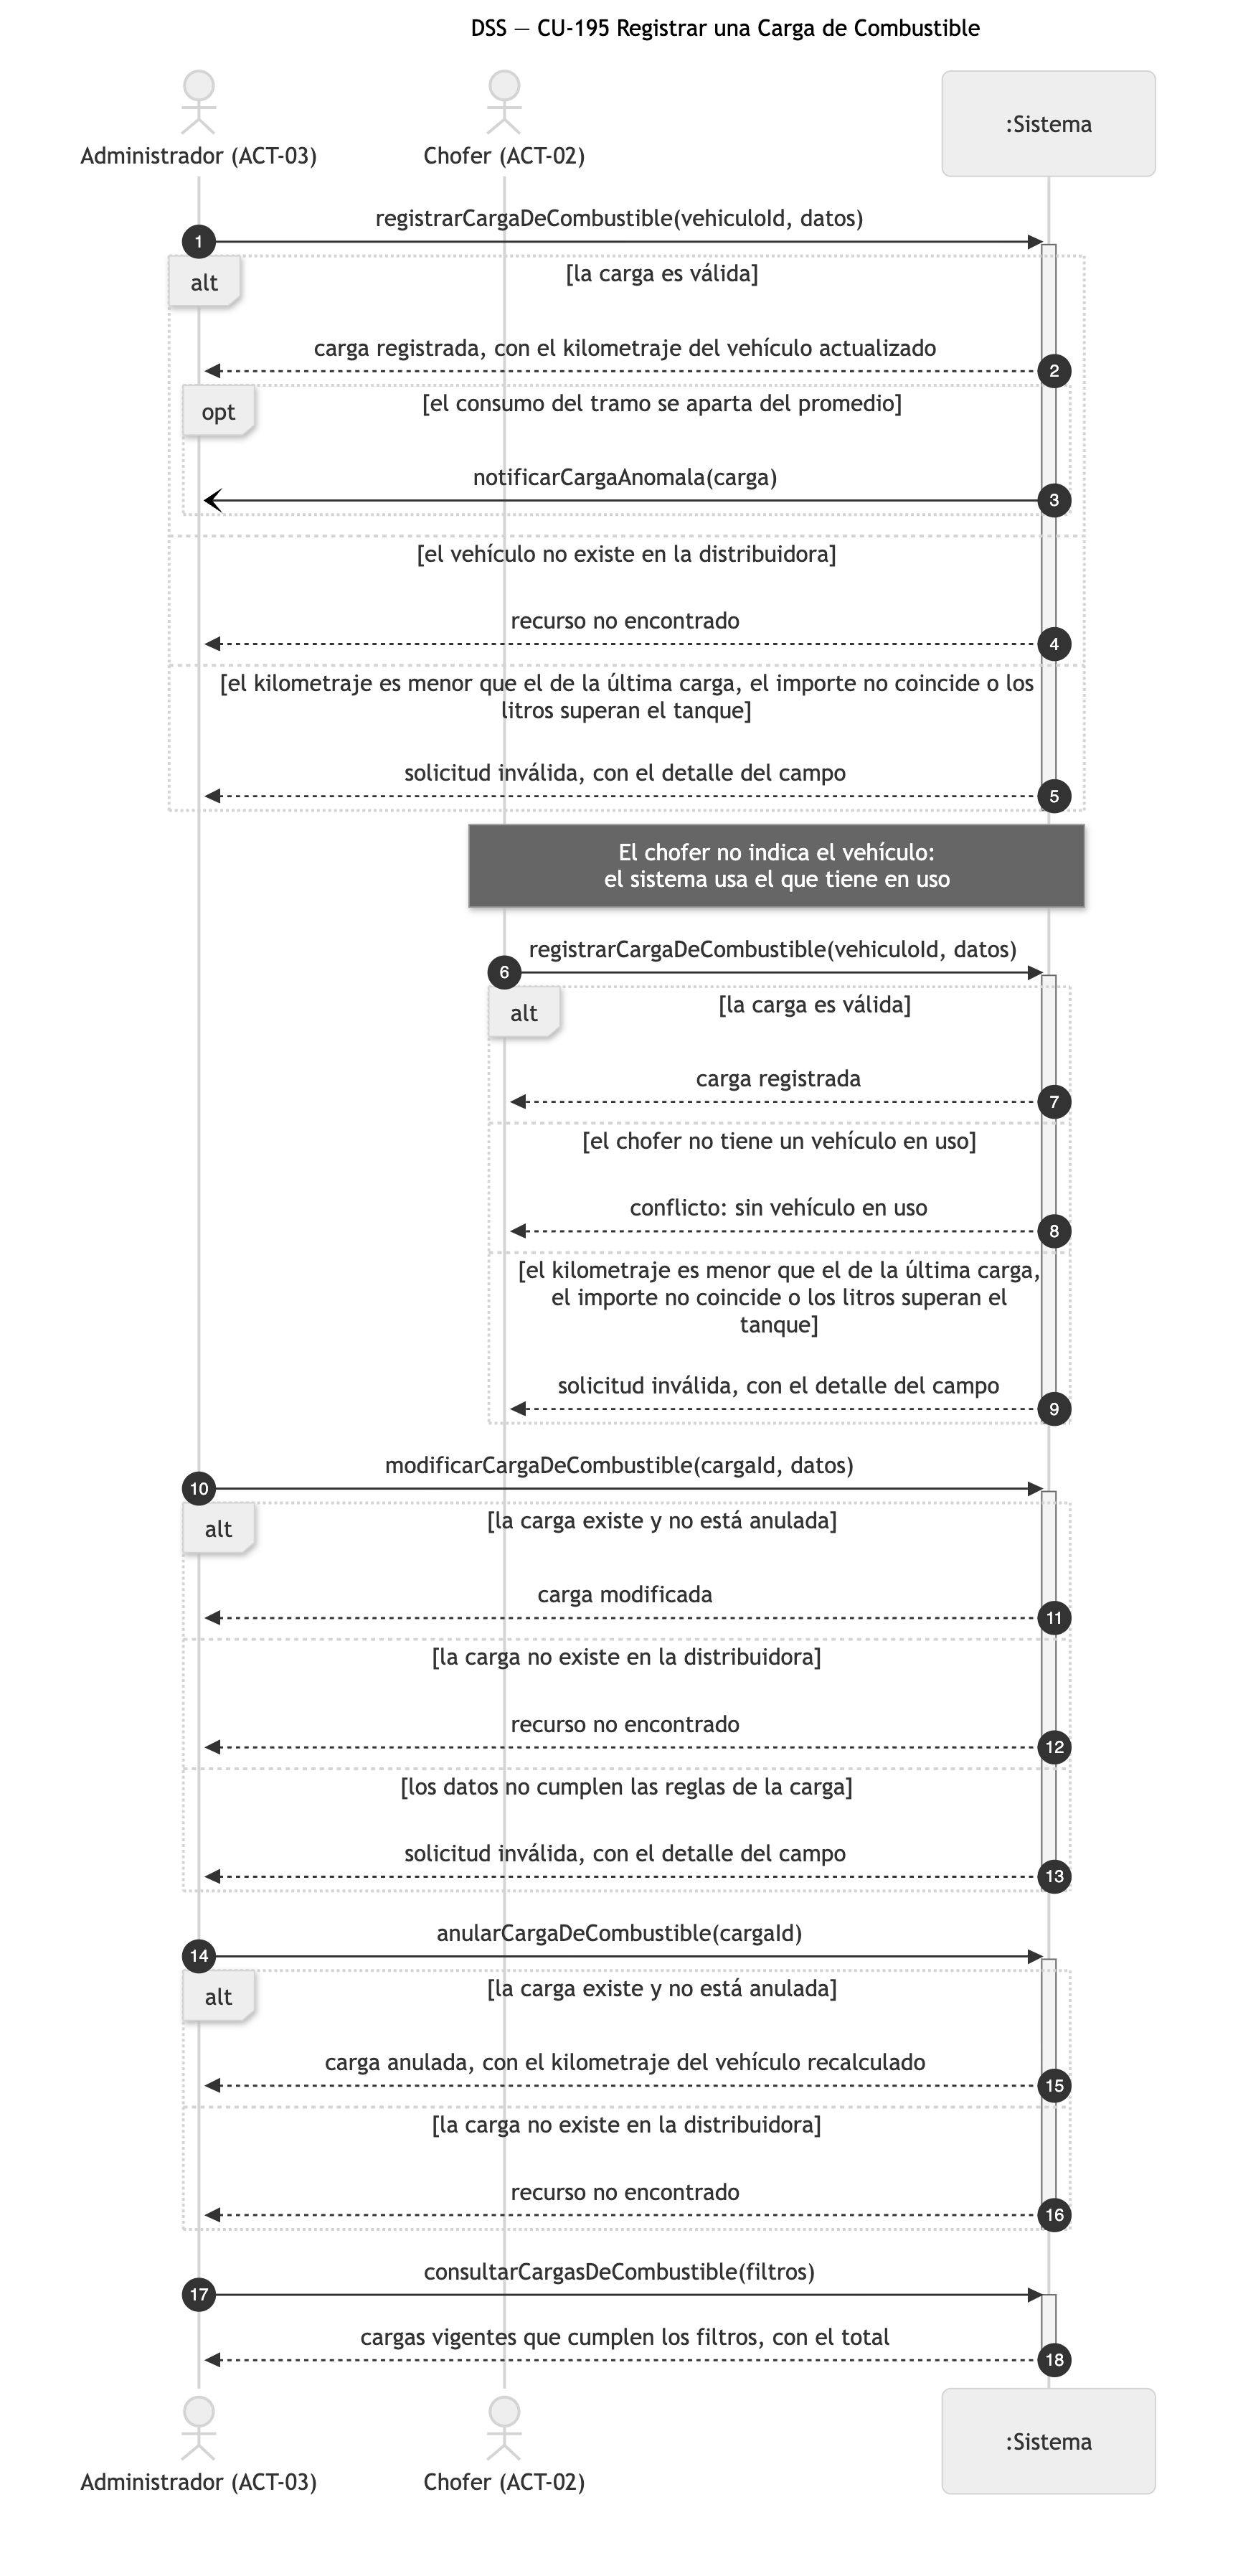 DSS — CU-195 Registrar una Carga de Combustible
Administrador (ACT-03)
Chofer (ACT-02)
:Sistema
registrarCargaDeCombustible(vehiculoId, datos)
1
alt
[la carga es válida]
carga registrada, con el kilometraje del vehículo actualizado
2
opt
[el consumo del tramo se aparta del promedio]
notificarCargaAnomala(carga)
3
[el vehículo no existe en la distribuidora]
recurso no encontrado
4
[el kilometraje es menor que el de la última carga, el importe no coincide o los
litros superan el tanque]
solicitud inválida, con el detalle del campo
5
El chofer no indica el vehículo:
el sistema usa el que tiene en uso
registrarCargaDeCombustible(vehiculoId, datos)
6
alt
[la carga es válida]
carga registrada
7
[el chofer no tiene un vehículo en uso]
conflicto: sin vehículo en uso
8
[el kilometraje es menor que el de la última carga,
el importe no coincide o los litros superan el
tanque]
solicitud inválida, con el detalle del campo
9
modificarCargaDeCombustible(cargaId, datos)
10
alt
[la carga existe y no está anulada]
carga modificada
11
[la carga no existe en la distribuidora]
recurso no encontrado
12
[los datos no cumplen las reglas de la carga]
solicitud inválida, con el detalle del campo
13
anularCargaDeCombustible(cargaId)
14
alt
[la carga existe y no está anulada]
carga anulada, con el kilometraje del vehículo recalculado
15
[la carga no existe en la distribuidora]
recurso no encontrado
16
consultarCargasDeCombustible(filtros)
17
cargas vigentes que cumplen los filtros, con el total
18
Administrador (ACT-03)
Chofer (ACT-02)
:Sistema